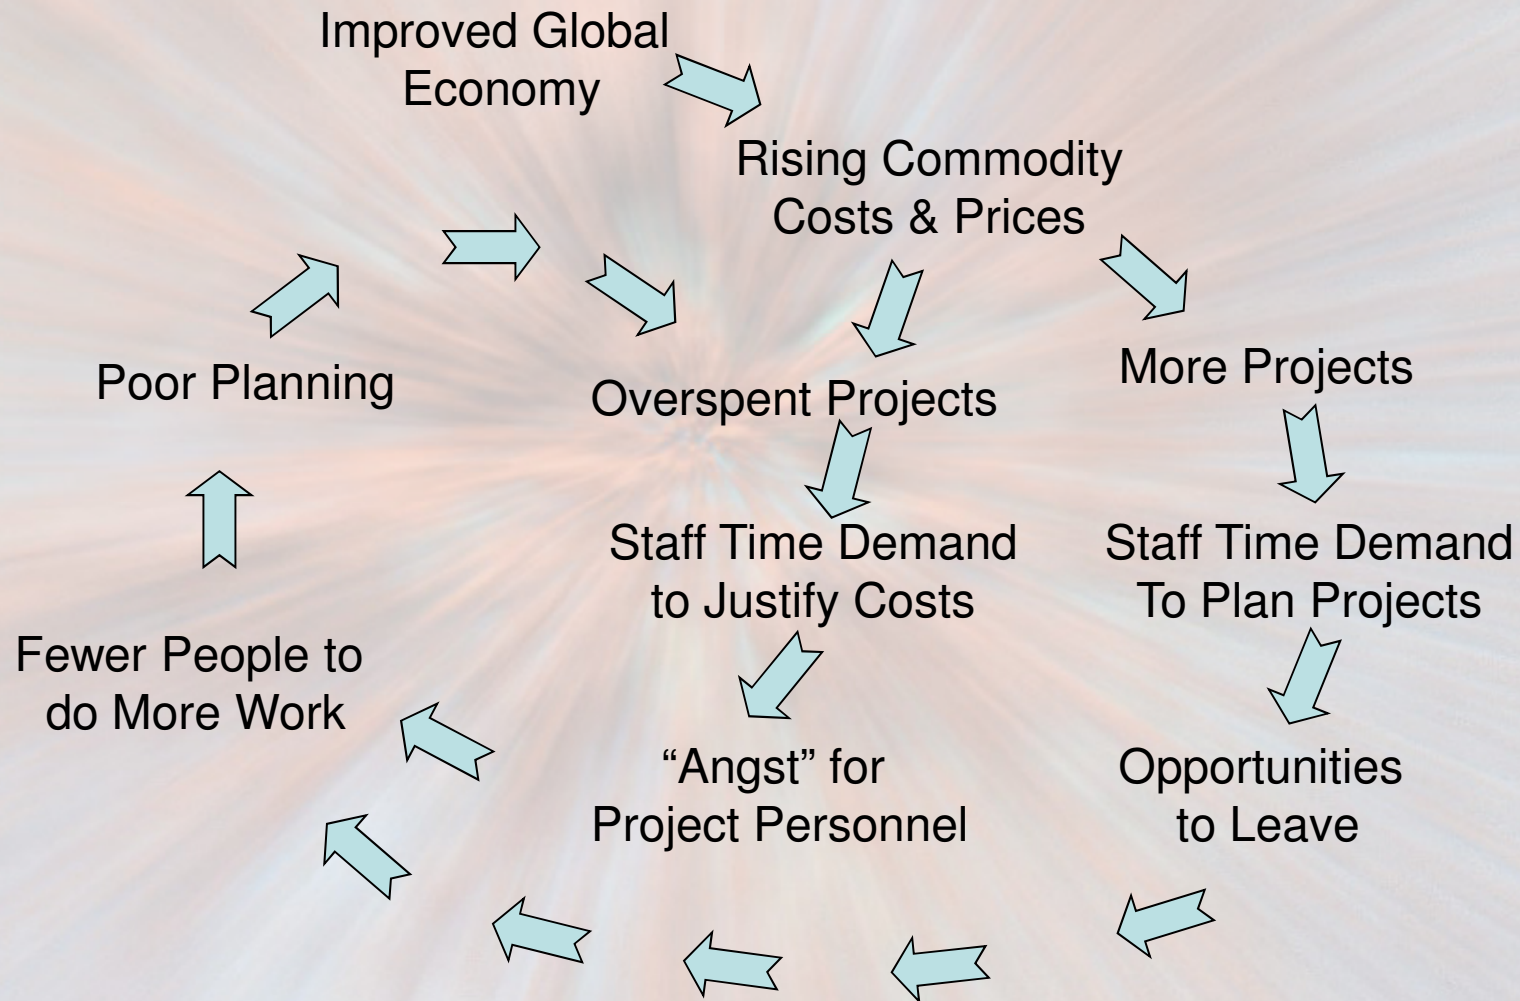 Improved Global
Economy
Rising Commodity
Costs & Prices
Poor Planning
Overspent Projects
More Projects
Staff Time Demand
to Justify Costs
Staff Time Demand
To Plan Projects
Fewer People to
do More Work
“Angst” for
Project Personnel
Opportunities
to Leave